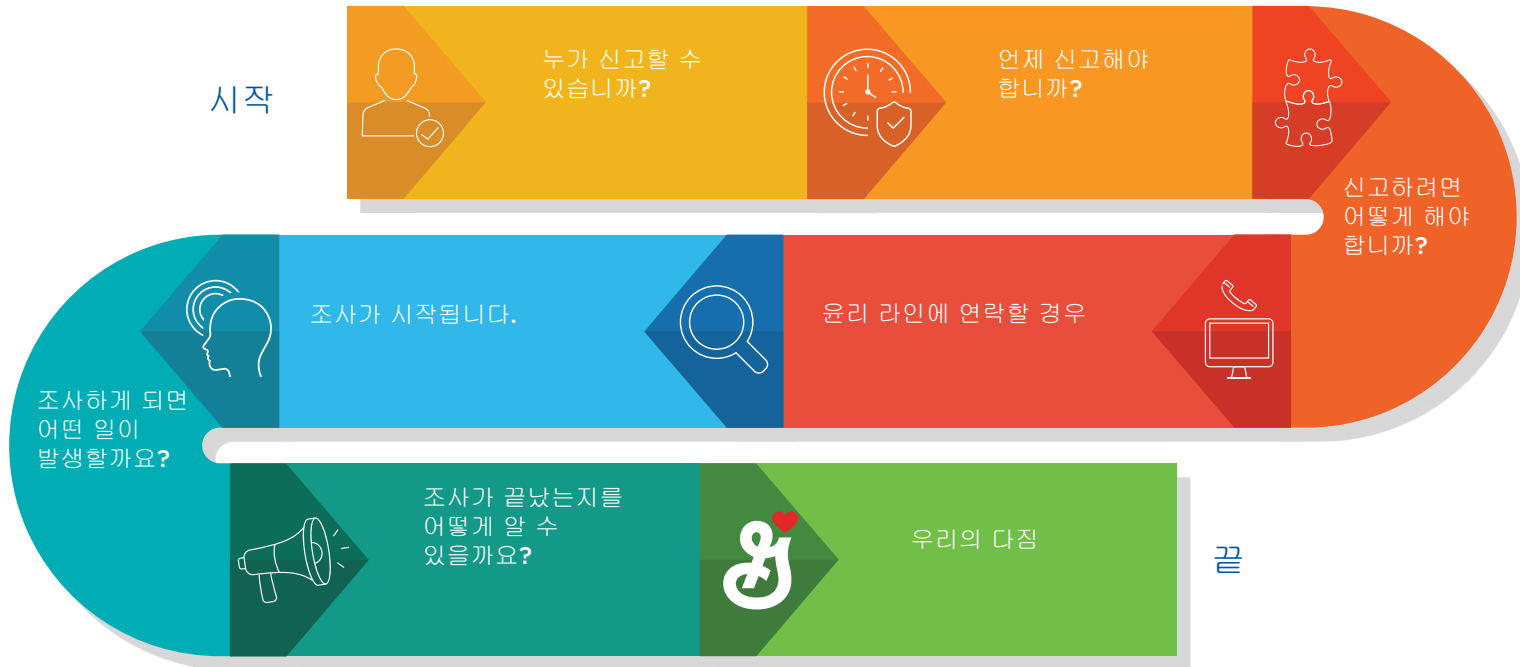 시작
누가 신고할 수
있습니까?
언제 신고해야
합니까?
신고하려면
어떻게 해야
합니까?
윤리 라인에 연락할 경우
조사가 시작됩니다.
조사하게 되면
어떤 일이
발생할까요?
조사가 끝났는지를
어떻게 알 수
있을까요?
우리의 다짐
끝